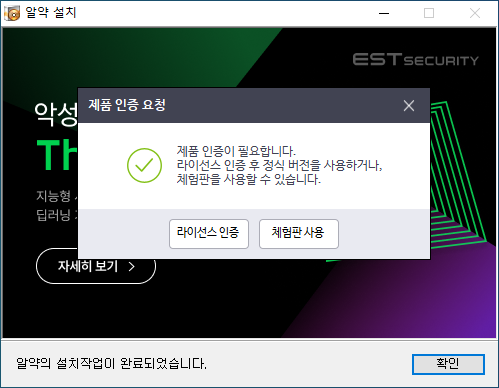 알약 설치
ESTSECURITY
제품 인증 요청
악성
Th
제품 인증이 필요합니다.
라이선스 인증 후 정식 버전을 사용하거나,
체험판을 사용할 수 있습니다.
지능형
딥러닝
라이선스 인증
체험판 사용
자세히 보기 >
알약의 설치작업이 완료되었습니다.
확인